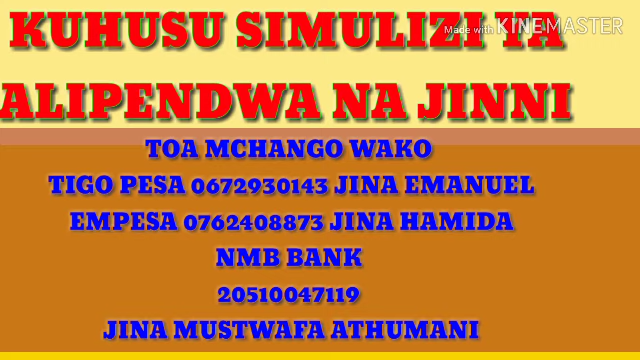 KUHUSU SIMULIZI YA
Made with KINEMASTER
ALIPENDWA NA JINNI
TOA MCHANGO WAKO
TIGO PESA 0672930143 JINA EMANUEL
EMPESA 0762408873 JINA HAMIDA
NMB BANK
20510047119
JINA MUSTWAFA ATHUMANI